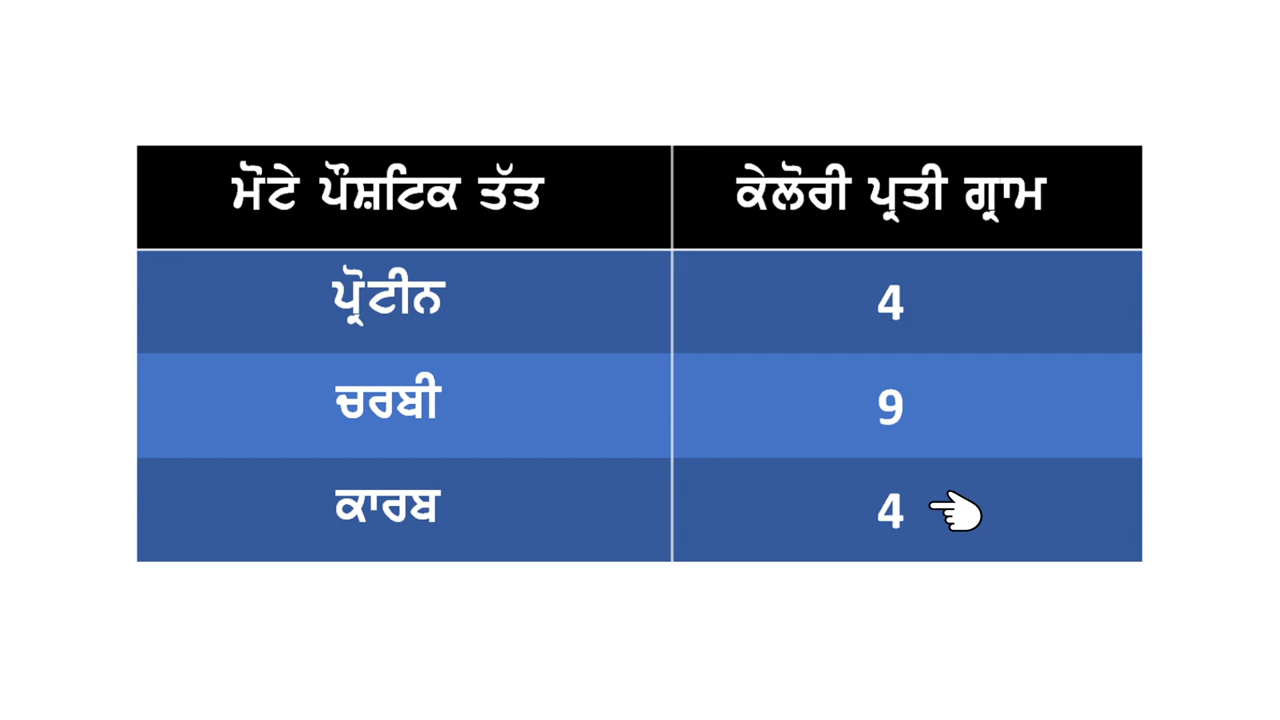 ਮੋਟੇ ਪੌਸ਼ਟਿਕ ਤੱਤ ਕੇਲੋਰੀ ਪ੍ਰਤੀ ਗ੍ਰਾਮ
ਪ੍ਰੋਟੀਨ 4
ਚਰਬੀ 9
ਕਾਰਬ 4